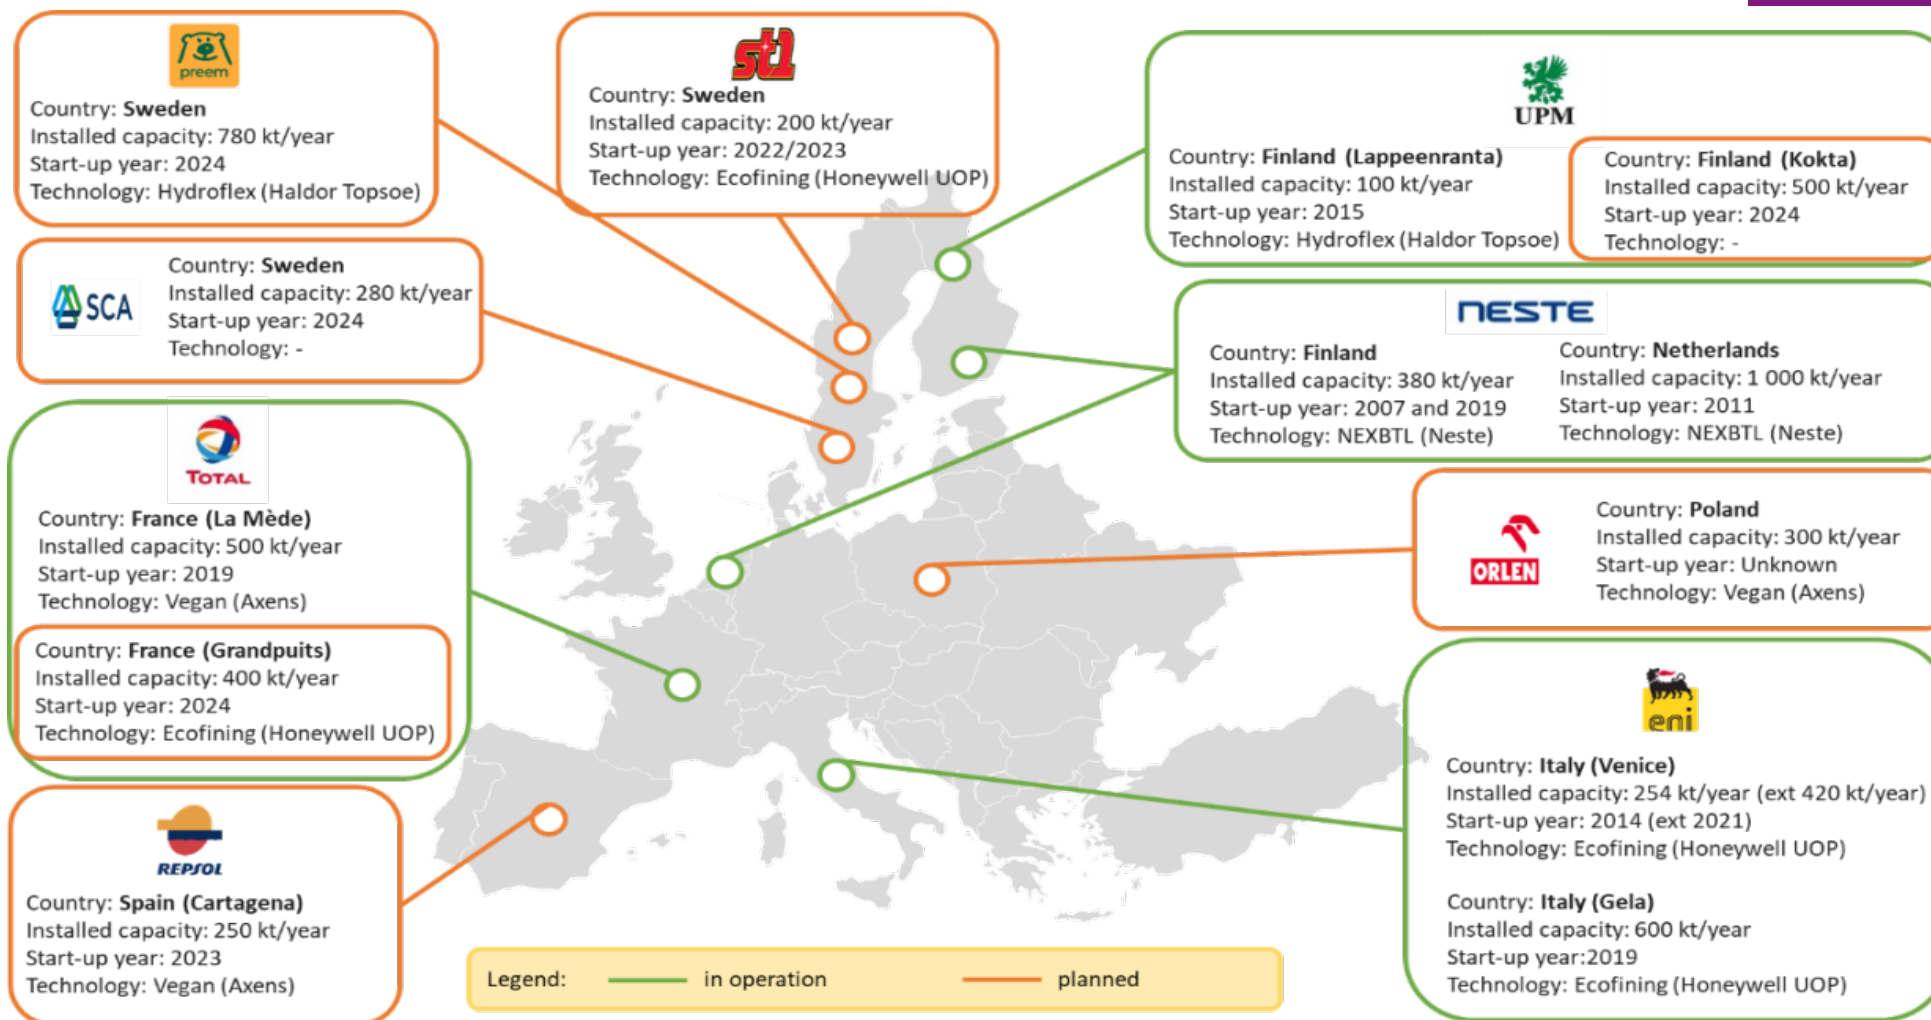 preem
Country: Sweden
Installed capacity: 780 kt/year
Start-up year: 2024
Technology: Hydroflex (Haldor Topsoe)
st1
Country: Sweden
Installed capacity: 200 kt/year
Start-up year: 2022/2023
Technology: Ecofining (Honeywell UOP)
UPM
Country: Finland (Lappeenranta)
Installed capacity: 100 kt/year
Start-up year: 2015
Technology: Hydroflex (Haldor Topsoe)
Country: Finland (Kokta)
Installed capacity: 500 kt/year
Start-up year: 2024
Technology: -
SCA
Country: Sweden
Installed capacity: 280 kt/year
Start-up year: 2024
Technology: -
NESTE
Country: Finland
Installed capacity: 380 kt/year
Start-up year: 2007 and 2019
Technology: NEXBTL (Neste)
Country: Netherlands
Installed capacity: 1 000 kt/year
Start-up year: 2011
Technology: NEXBTL (Neste)
TOTAL
Country: France (La Mède)
Installed capacity: 500 kt/year
Start-up year: 2019
Technology: Vegan (Axens)
Country: France (Grandpuits)
Installed capacity: 400 kt/year
Start-up year: 2024
Technology: Ecofining (Honeywell UOP)
ORLEN
Country: Poland
Installed capacity: 300 kt/year
Start-up year: Unknown
Technology: Vegan (Axens)
REPSOL
Country: Spain (Cartagena)
Installed capacity: 250 kt/year
Start-up year: 2023
Technology: Vegan (Axens)
eni
Country: Italy (Venice)
Installed capacity: 254 kt/year (ext 420 kt/year)
Start-up year: 2014 (ext 2021)
Technology: Ecofining (Honeywell UOP)
Country: Italy (Gela)
Installed capacity: 600 kt/year
Start-up year:2019
Technology: Ecofining (Honeywell UOP)
Legend: in operation planned